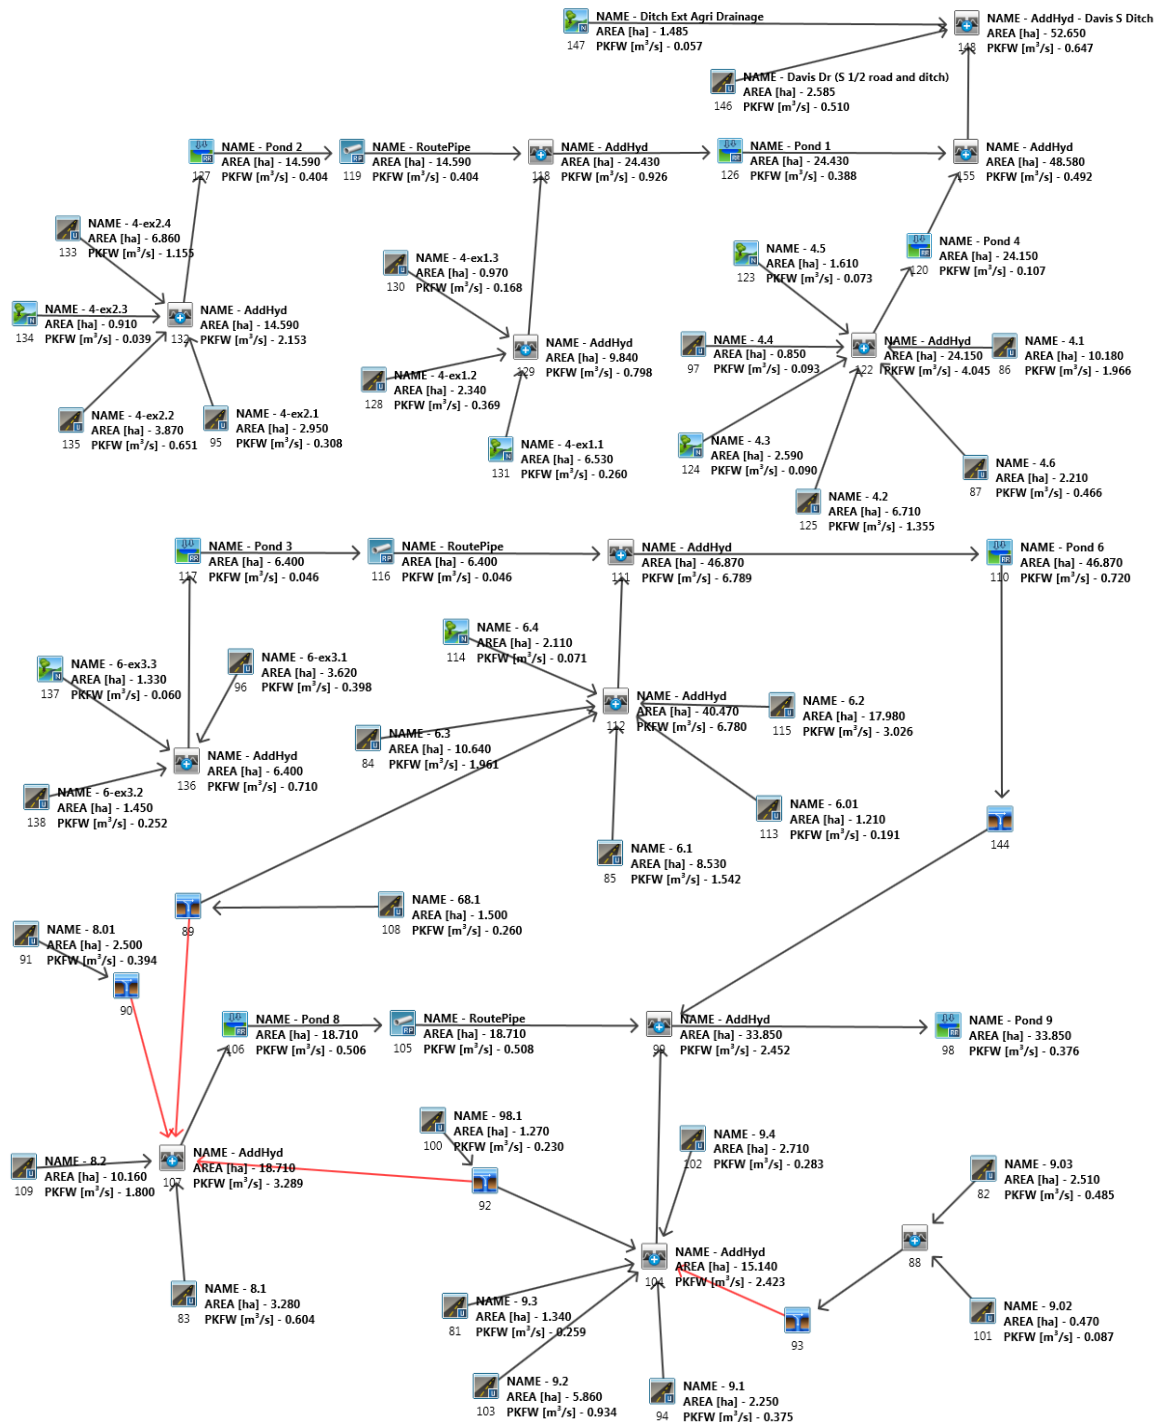 NAME - Ditch Ext Agri Drainage
AREA [ha] - 1.485
PKFW [m³/s] - 0.057
147
NAME - AddHyd - Davis S Ditch
AREA [ha] - 52.650
PKFW [m³/s] - 0.647
148
NAME - Davis Dr (S 1/2 road and ditch)
AREA [ha] - 2.585
PKFW [m³/s] - 0.510
146
NAME - Pond 2
AREA [ha] - 14.590
PKFW [m³/s] - 0.404
127
NAME - RoutePipe
AREA [ha] - 14.590
PKFW [m³/s] - 0.404
119
NAME - AddHyd
AREA [ha] - 24.430
PKFW [m³/s] - 0.926
118
NAME - Pond 1
AREA [ha] - 24.430
PKFW [m³/s] - 0.388
126
NAME - AddHyd
AREA [ha] - 48.580
PKFW [m³/s] - 0.492
155
NAME - 4-ex2.4
AREA [ha] - 6.860
PKFW [m³/s] - 1.155
133
NAME - 4-ex1.3
AREA [ha] - 0.970
PKFW [m³/s] - 0.168
130
NAME - 4.5
AREA [ha] - 1.610
PKFW [m³/s] - 0.073
123
NAME - Pond 4
AREA [ha] - 24.150
PKFW [m³/s] - 0.107
120
NAME - 4-ex2.3
AREA [ha] - 0.910
PKFW [m³/s] - 0.039
134
NAME - AddHyd
AREA [ha] - 14.590
PKFW [m³/s] - 2.153
132
NAME - AddHyd
AREA [ha] - 9.840
PKFW [m³/s] - 0.798
129
NAME - 4.4
AREA [ha] - 0.850
PKFW [m³/s] - 0.093
97
NAME - AddHyd
AREA [ha] - 24.150
PKFW [m³/s] - 4.045
122
NAME - 4.1
AREA [ha] - 10.180
PKFW [m³/s] - 1.966
86
NAME - 4-ex1.2
AREA [ha] - 2.340
PKFW [m³/s] - 0.369
128
NAME - 4-ex2.2
AREA [ha] - 3.870
PKFW [m³/s] - 0.651
135
NAME - 4-ex2.1
AREA [ha] - 2.950
PKFW [m³/s] - 0.308
95
NAME - 4-ex1.1
AREA [ha] - 6.530
PKFW [m³/s] - 0.260
131
NAME - 4.3
AREA [ha] - 2.590
PKFW [m³/s] - 0.090
124
NAME - 4.6
AREA [ha] - 2.210
PKFW [m³/s] - 0.466
87
NAME - 4.2
AREA [ha] - 6.710
PKFW [m³/s] - 1.355
125
NAME - Pond 3
AREA [ha] - 6.400
PKFW [m³/s] - 0.046
117
NAME - RoutePipe
AREA [ha] - 6.400
PKFW [m³/s] - 0.046
116
NAME - AddHyd
AREA [ha] - 46.870
PKFW [m³/s] - 6.789
111
NAME - Pond 6
AREA [ha] - 46.870
PKFW [m³/s] - 0.720
110
NAME - 6.4
AREA [ha] - 2.110
PKFW [m³/s] - 0.071
114
NAME - 6-ex3.3
AREA [ha] - 1.330
PKFW [m³/s] - 0.060
137
NAME - 6-ex3.1
AREA [ha] - 3.620
PKFW [m³/s] - 0.398
96
NAME - AddHyd
AREA [ha] - 40.470
PKFW [m³/s] - 6.780
112
NAME - 6.2
AREA [ha] - 17.980
PKFW [m³/s] - 3.026
115
NAME - 6.3
AREA [ha] - 10.640
PKFW [m³/s] - 1.961
84
NAME - AddHyd
AREA [ha] - 6.400
PKFW [m³/s] - 0.710
136
NAME - 6-ex3.2
AREA [ha] - 1.450
PKFW [m³/s] - 0.252
138
NAME - 6.01
AREA [ha] - 1.210
PKFW [m³/s] - 0.191
113
144
NAME - 6.1
AREA [ha] - 8.530
PKFW [m³/s] - 1.542
85
89
NAME - 68.1
AREA [ha] - 1.500
PKFW [m³/s] - 0.260
108
NAME - 8.01
AREA [ha] - 2.500
PKFW [m³/s] - 0.394
91
90
NAME - Pond 8
AREA [ha] - 18.710
PKFW [m³/s] - 0.506
106
NAME - RoutePipe
AREA [ha] - 18.710
PKFW [m³/s] - 0.508
105
NAME - AddHyd
AREA [ha] - 33.850
PKFW [m³/s] - 2.452
99
NAME - Pond 9
AREA [ha] - 33.850
PKFW [m³/s] - 0.376
98
NAME - 98.1
AREA [ha] - 1.270
PKFW [m³/s] - 0.230
100
NAME - 9.4
AREA [ha] - 2.710
PKFW [m³/s] - 0.283
102
NAME - 8.2
AREA [ha] - 10.160
PKFW [m³/s] - 1.800
109
NAME - AddHyd
AREA [ha] - 18.710
PKFW [m³/s] - 3.289
107
92
NAME - 9.03
AREA [ha] - 2.510
PKFW [m³/s] - 0.485
82
88
NAME - AddHyd
AREA [ha] - 15.140
PKFW [m³/s] - 2.423
104
NAME - 8.1
AREA [ha] - 3.280
PKFW [m³/s] - 0.604
83
NAME - 9.3
AREA [ha] - 1.340
PKFW [m³/s] - 0.259
81
93
NAME - 9.02
AREA [ha] - 0.470
PKFW [m³/s] - 0.087
101
NAME - 9.2
AREA [ha] - 5.860
PKFW [m³/s] - 0.934
103
NAME - 9.1
AREA [ha] - 2.250
PKFW [m³/s] - 0.375
94